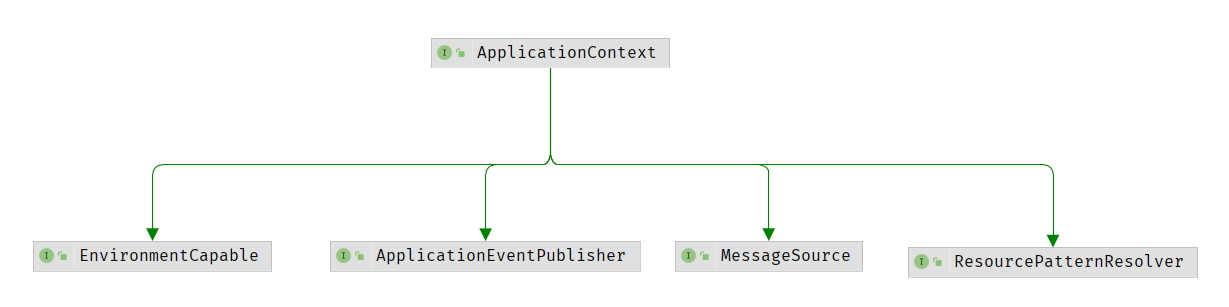 I ApplicationContext
I EnvironmentCapable
I ApplicationEventPublisher
I MessageSource
I ResourcePatternResolver